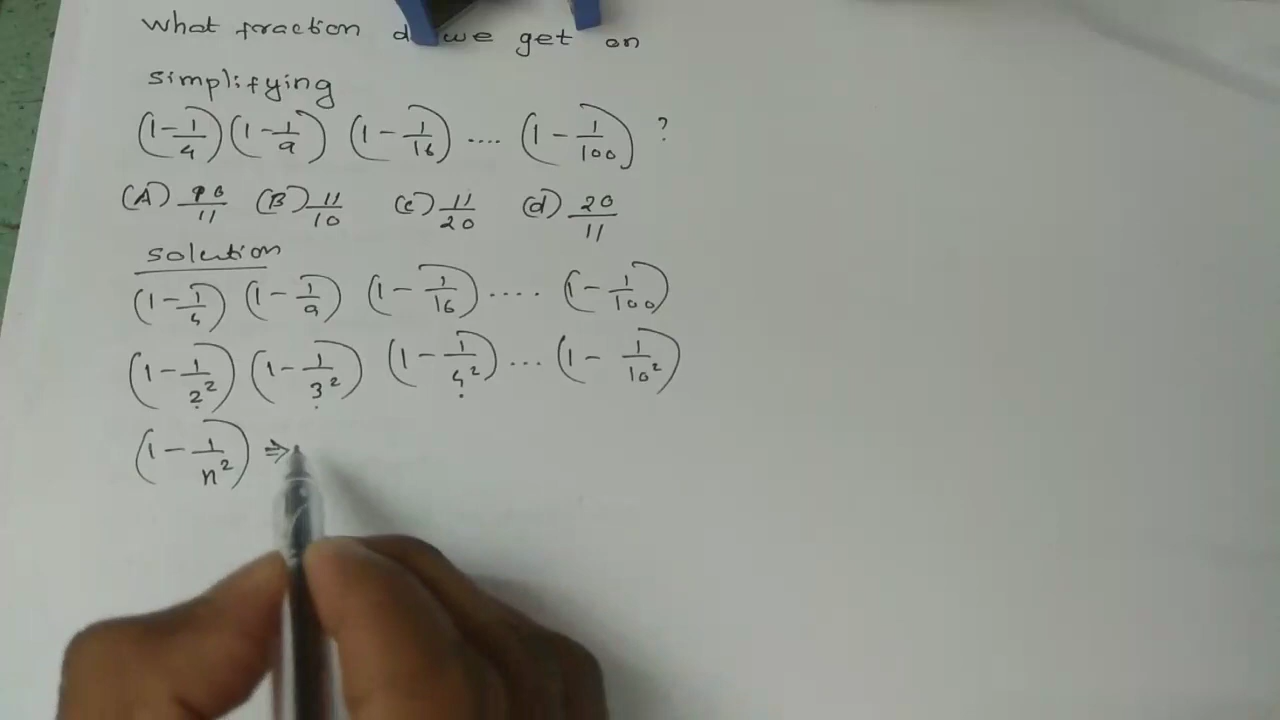 what fraction d we get on
simplifying
(1-1/4)(1-1/9) (1-1/16) .... (1-1/100) ?
(A) 10/11 (B) 11/10 (c) 11/20 (d) 20/11
solution
(1-1/4) (1-1/9) (1-1/16) .... (1-1/100)
(1-1/2²) (1-1/3²) (1-1/4²) ... (1-1/10²)
(1-1/n²) ⇒